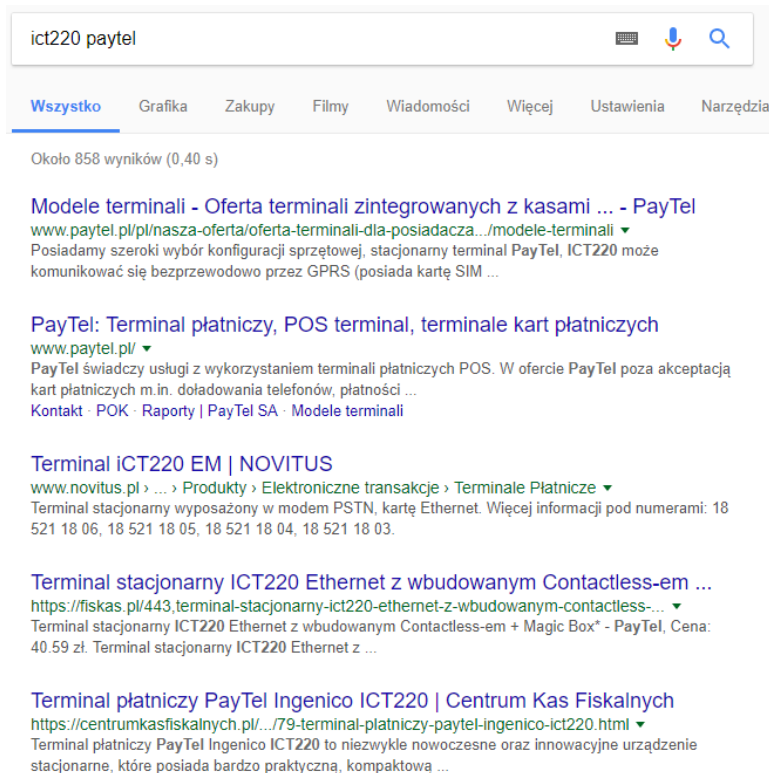 ict220 paytel
Wszystko Grafika Zakupy Filmy Wiadomości Więcej Ustawienia Narzędzia
Około 858 wyników (0,40 s)
Modele terminali - Oferta terminali zintegrowanych z kasami ... - PayTel
www.paytel.pl/pl/nasza-oferta/oferta-terminali-dla-posiadacza.../modele-terminali
Posiadamy szeroki wybór konfiguracji sprzętowej, stacjonarny terminal PayTel, ICT220 może
komunikować się bezprzewodowo przez GPRS (posiada kartę SIM ...
PayTel: Terminal płatniczy, POS terminal, terminale kart płatniczych
www.paytel.pl/
PayTel świadczy usługi z wykorzystaniem terminali płatniczych POS. W ofercie PayTel poza akceptacją
kart płatniczych m.in. doładowania telefonów, płatności ...
Kontakt · POK · Raporty | PayTel SA · Modele terminali
Terminal iCT220 EM | NOVITUS
www.novitus.pl › ... › Produkty › Elektroniczne transakcje › Terminale Płatnicze
Terminal stacjonarny wyposażony w modem PSTN, kartę Ethernet. Więcej informacji pod numerami: 18
521 18 06, 18 521 18 05, 18 521 18 04, 18 521 18 03.
Terminal stacjonarny ICT220 Ethernet z wbudowanym Contactless-em ...
https://fiskas.pl/443,terminal-stacjonarny-ict220-ethernet-z-wbudowanym-contactless-...
Terminal stacjonarny ICT220 Ethernet z wbudowanym Contactless-em + Magic Box* - PayTel, Cena:
40.59 zł. Terminal stacjonarny ICT220 Ethernet z ...
Terminal płatniczy PayTel Ingenico ICT220 | Centrum Kas Fiskalnych
https://centrumkasfiskalnych.pl/.../79-terminal-platniczy-paytel-ingenico-ict220.html
Terminal płatniczy PayTel Ingenico ICT220 to niezwykle nowoczesne oraz innowacyjne urządzenie
stacjonarne, które posiada bardzo praktyczną, kompaktową ...